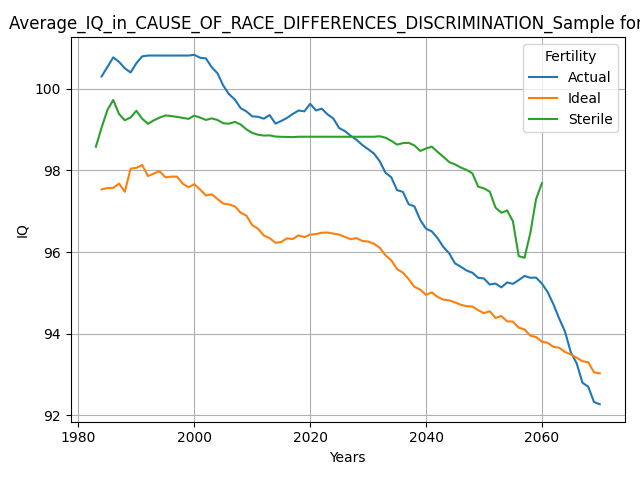 Average_IQ_in_CAUSE_OF_RACE_DIFFERENCES_DISCRIMINATION_Sample for
Fertility
Actual
Ideal
Sterile
IQ
100
98
96
94
92
1980
2000
2020
2040
2060
Years